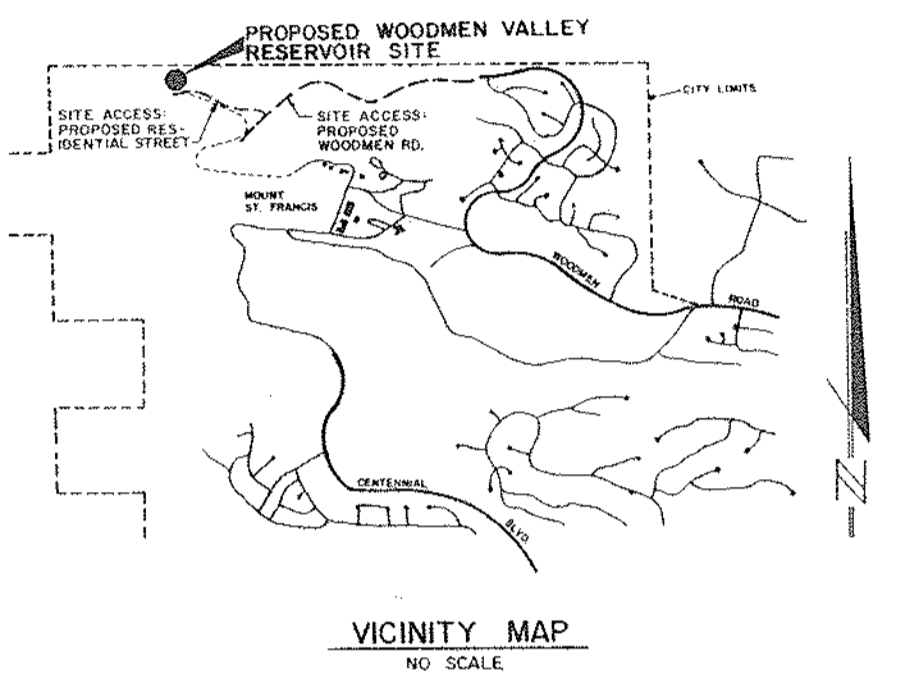 PROPOSED WOODMEN VALLEY
RESERVOIR SITE
CITY LIMITS
SITE ACCESS:
PROPOSED RES-
IDENTIAL STREET
SITE ACCESS:
PROPOSED
WOODMEN RD.
MOUNT
ST. FRANCIS
WOODMAN
ROAD
N
CENTENNIAL
BLVD.
VICINITY MAP
NO SCALE